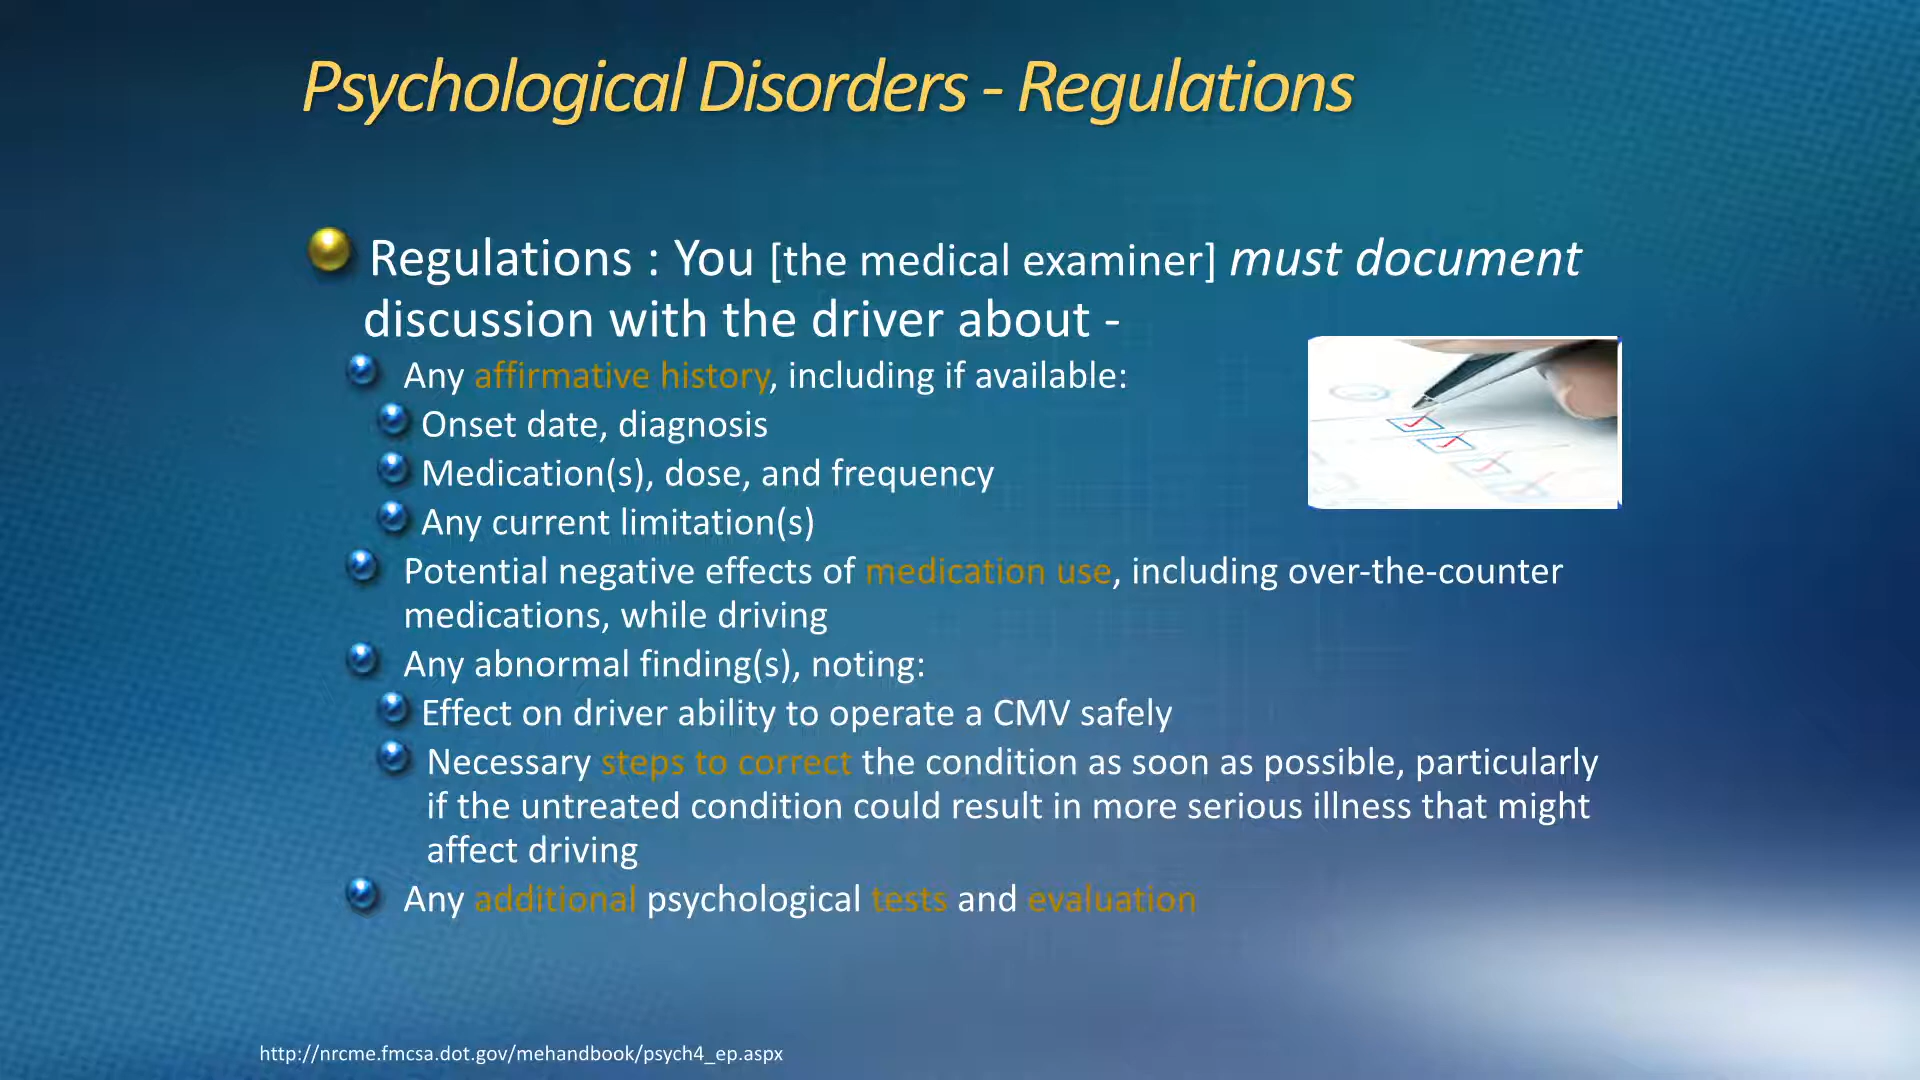 Psychological Disorders - Regulations
Regulations : You [the medical examiner] must document
discussion with the driver about -
Any affirmative history, including if available:
Onset date, diagnosis
Medication(s), dose, and frequency
Any current limitation(s)
Potential negative effects of medication use, including over-the-counter
medications, while driving
Any abnormal finding(s), noting:
Effect on driver ability to operate a CMV safely
Necessary steps to correct the condition as soon as possible, particularly
if the untreated condition could result in more serious illness that might
affect driving
Any additional psychological tests and evaluation
http://nrcme.fmcsa.dot.gov/mehandbook/psych4_ep.aspx